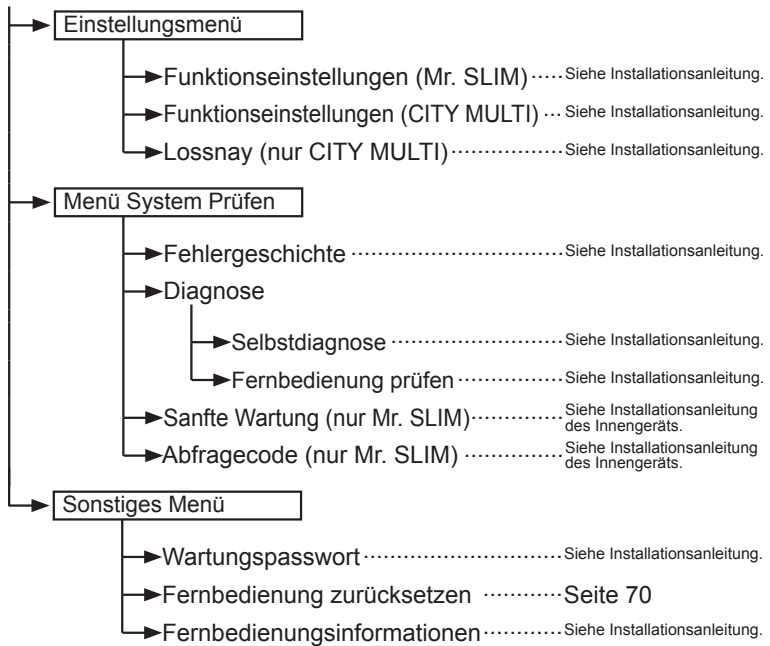 Einstellungsmenü
Funktionseinstellungen (Mr. SLIM) ····· Siehe Installationsanleitung.
Funktionseinstellungen (CITY MULTI) ··· Siehe Installationsanleitung.
Lossnay (nur CITY MULTI) ················ Siehe Installationsanleitung.
Menü System Prüfen
Fehlergeschichte ······························ Siehe Installationsanleitung.
Diagnose
Selbstdiagnose ························ Siehe Installationsanleitung.
Fernbedienung prüfen ··············· Siehe Installationsanleitung.
Sanfte Wartung (nur Mr. SLIM) ············· Siehe Installationsanleitung
des Innengeräts.
Abfragecode (nur Mr. SLIM) ·············· Siehe Installationsanleitung
des Innengeräts.
Sonstiges Menü
Wartungspasswort ···························· Siehe Installationsanleitung.
Fernbedienung zurücksetzen ············ Seite 70
Fernbedienungsinformationen ············ Siehe Installationsanleitung.